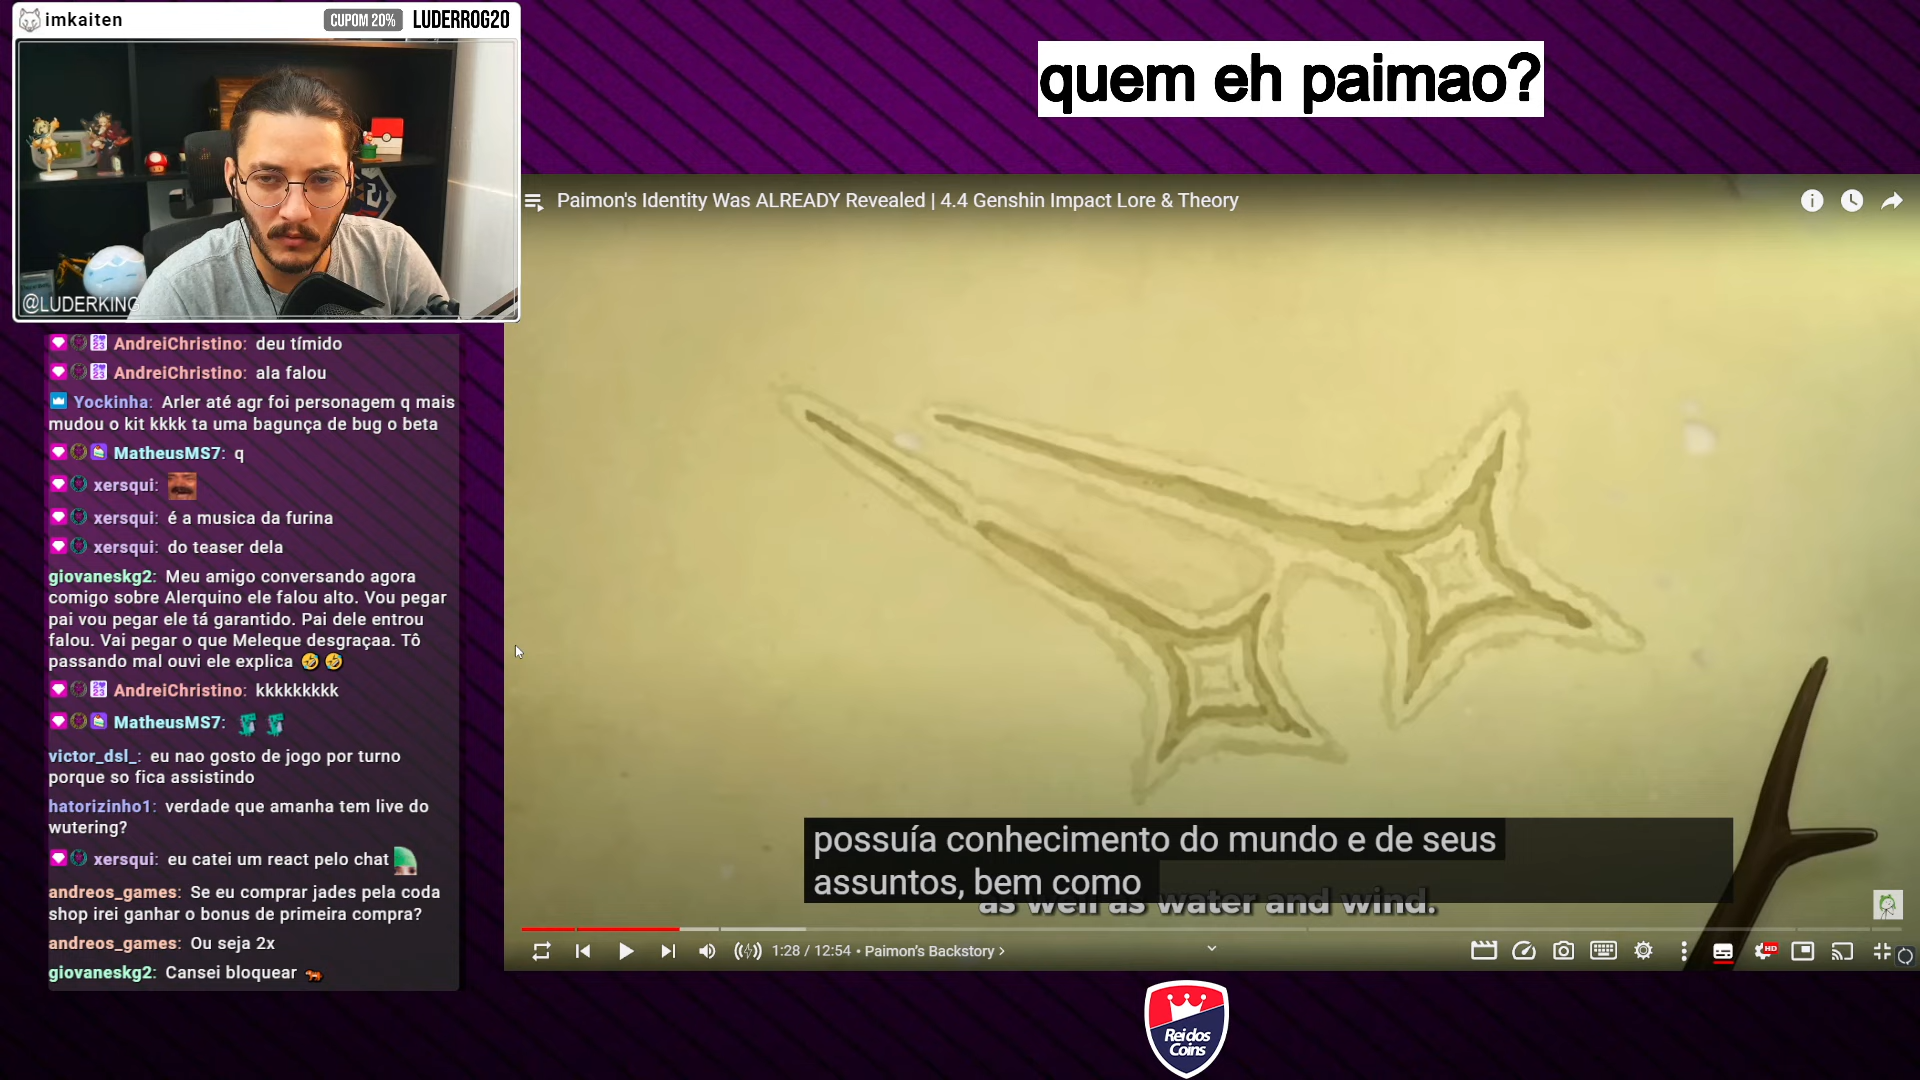 imkaiten
CUPOM 20%
LUDERROG20
@LUDERKING
quem eh paimao?
Paimon's Identity Was ALREADY Revealed | 4.4 Genshin Impact Lore & Theory
AndreiChristino: deu tímido
AndreiChristino: ala falou
Yockinha: Arler até agr foi personagem q mais
mudou o kit kkkk ta uma bagunça de bug o beta
MatheusMS7: q
xersqui:
xersqui: é a musica da furina
xersqui: do teaser dela
giovaneskg2: Meu amigo conversando agora
comigo sobre Alerquino ele falou alto. Vou pegar
pai vou pegar ele tá garantido. Pai dele entrou
falou. Vai pegar o que Meleque desgraçaa. Tô
passando mal ouvi ele explica 🤣 🤣
AndreiChristino: kkkkkkkkk
MatheusMS7:
victor_dsl_: eu nao gosto de jogo por turno
porque so fica assistindo
hatorizinho1: verdade que amanha tem live do
wutering?
xersqui: eu catei um react pelo chat
andreos_games: Se eu comprar jades pela coda
shop irei ganhar o bonus de primeira compra?
andreos_games: Ou seja 2x
giovaneskg2: Cansei bloquear 🐅
possuía conhecimento do mundo e de seus
assuntos, bem como
as well as water and wind.
1:28 / 12:54 • Paimon's Backstory ›
HD
Rei dos
Coins